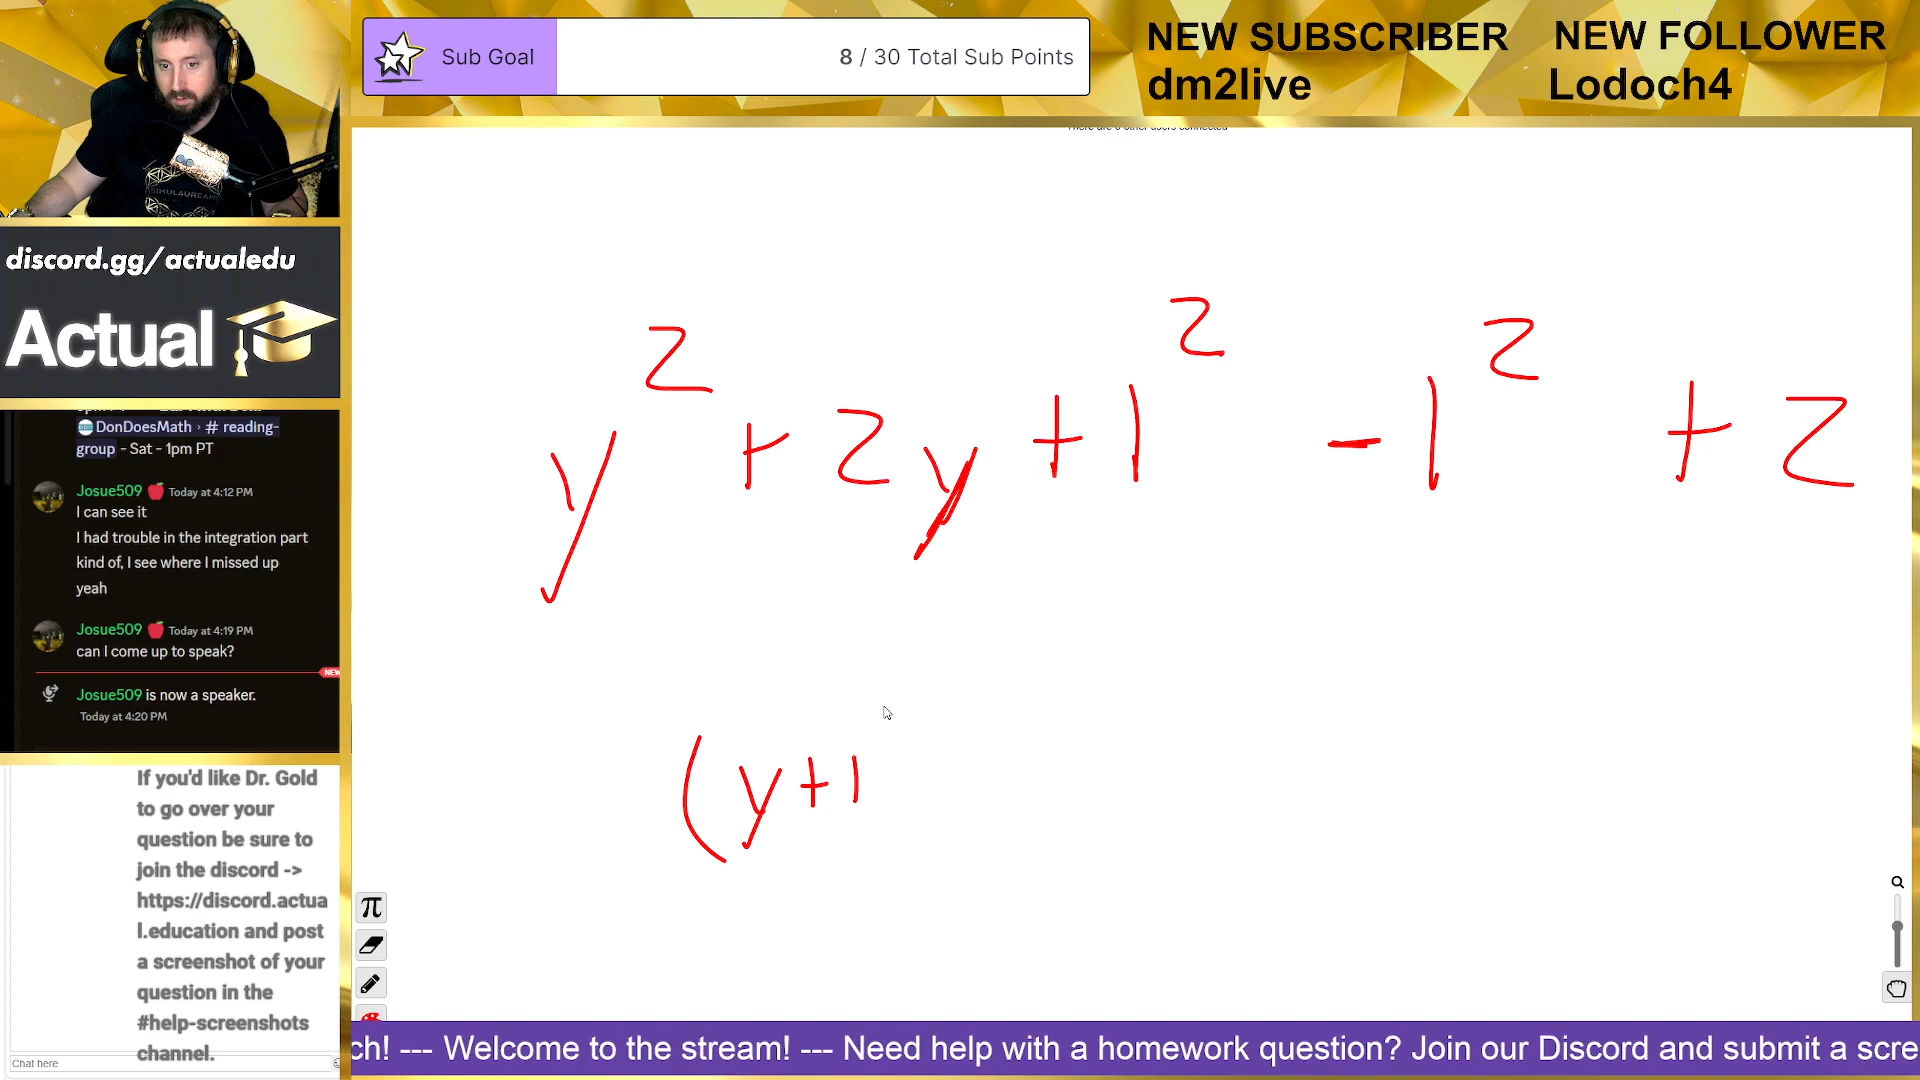 Sub Goal
8 / 30 Total Sub Points
NEW SUBSCRIBER
dm2live
NEW FOLLOWER
Lodoch4
discord.gg/actualedu
Actual
DonDoesMath › # reading-
group - Sat - 1pm PT
Josue509 Today at 4:12 PM
I can see it
I had trouble in the integration part
kind of, I see where I missed up
yeah
Josue509 Today at 4:19 PM
can I come up to speak?
NEW
Josue509 is now a speaker.
Today at 4:20 PM
If you'd like Dr. Gold
to go over your
question be sure to
join the discord ->
https://discord.actua
l.education and post
a screenshot of your
question in the
#help-screenshots
channel.
Chat here
y² + 2y + 1² - 1² + 2
(y+1
π
ch! --- Welcome to the stream! --- Need help with a homework question? Join our Discord and submit a scre